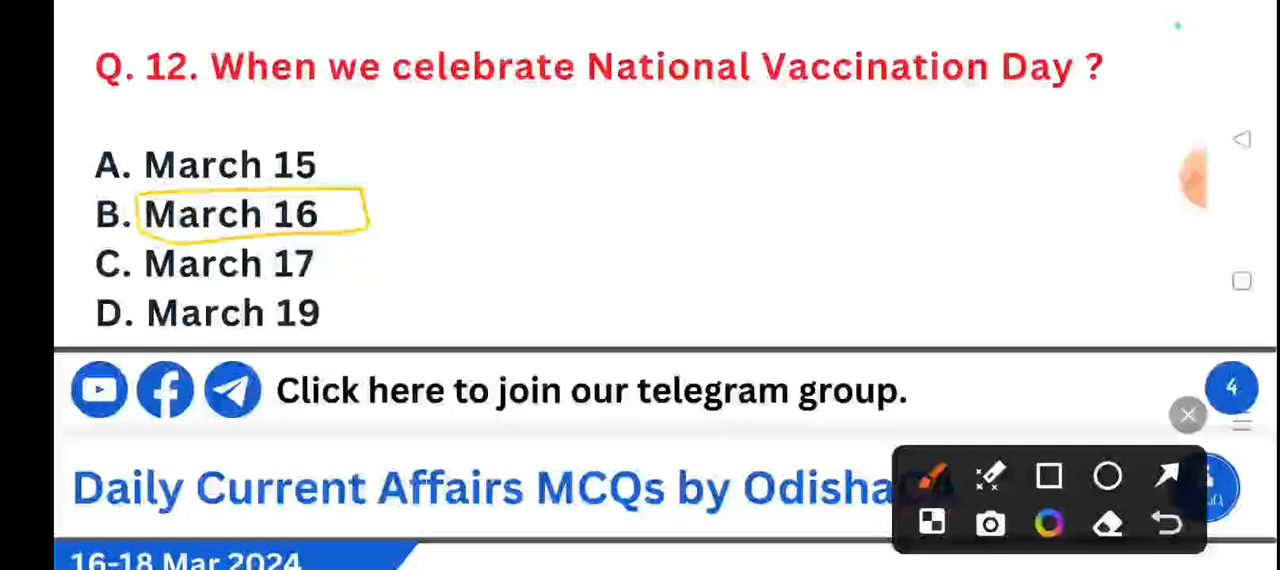 Q. 12. When we celebrate National Vaccination Day ?
A. March 15
B. March 16
C. March 17
D. March 19
Click here to join our telegram group.
4
Daily Current Affairs MCQs by Odisha
16-18 Mar 2024